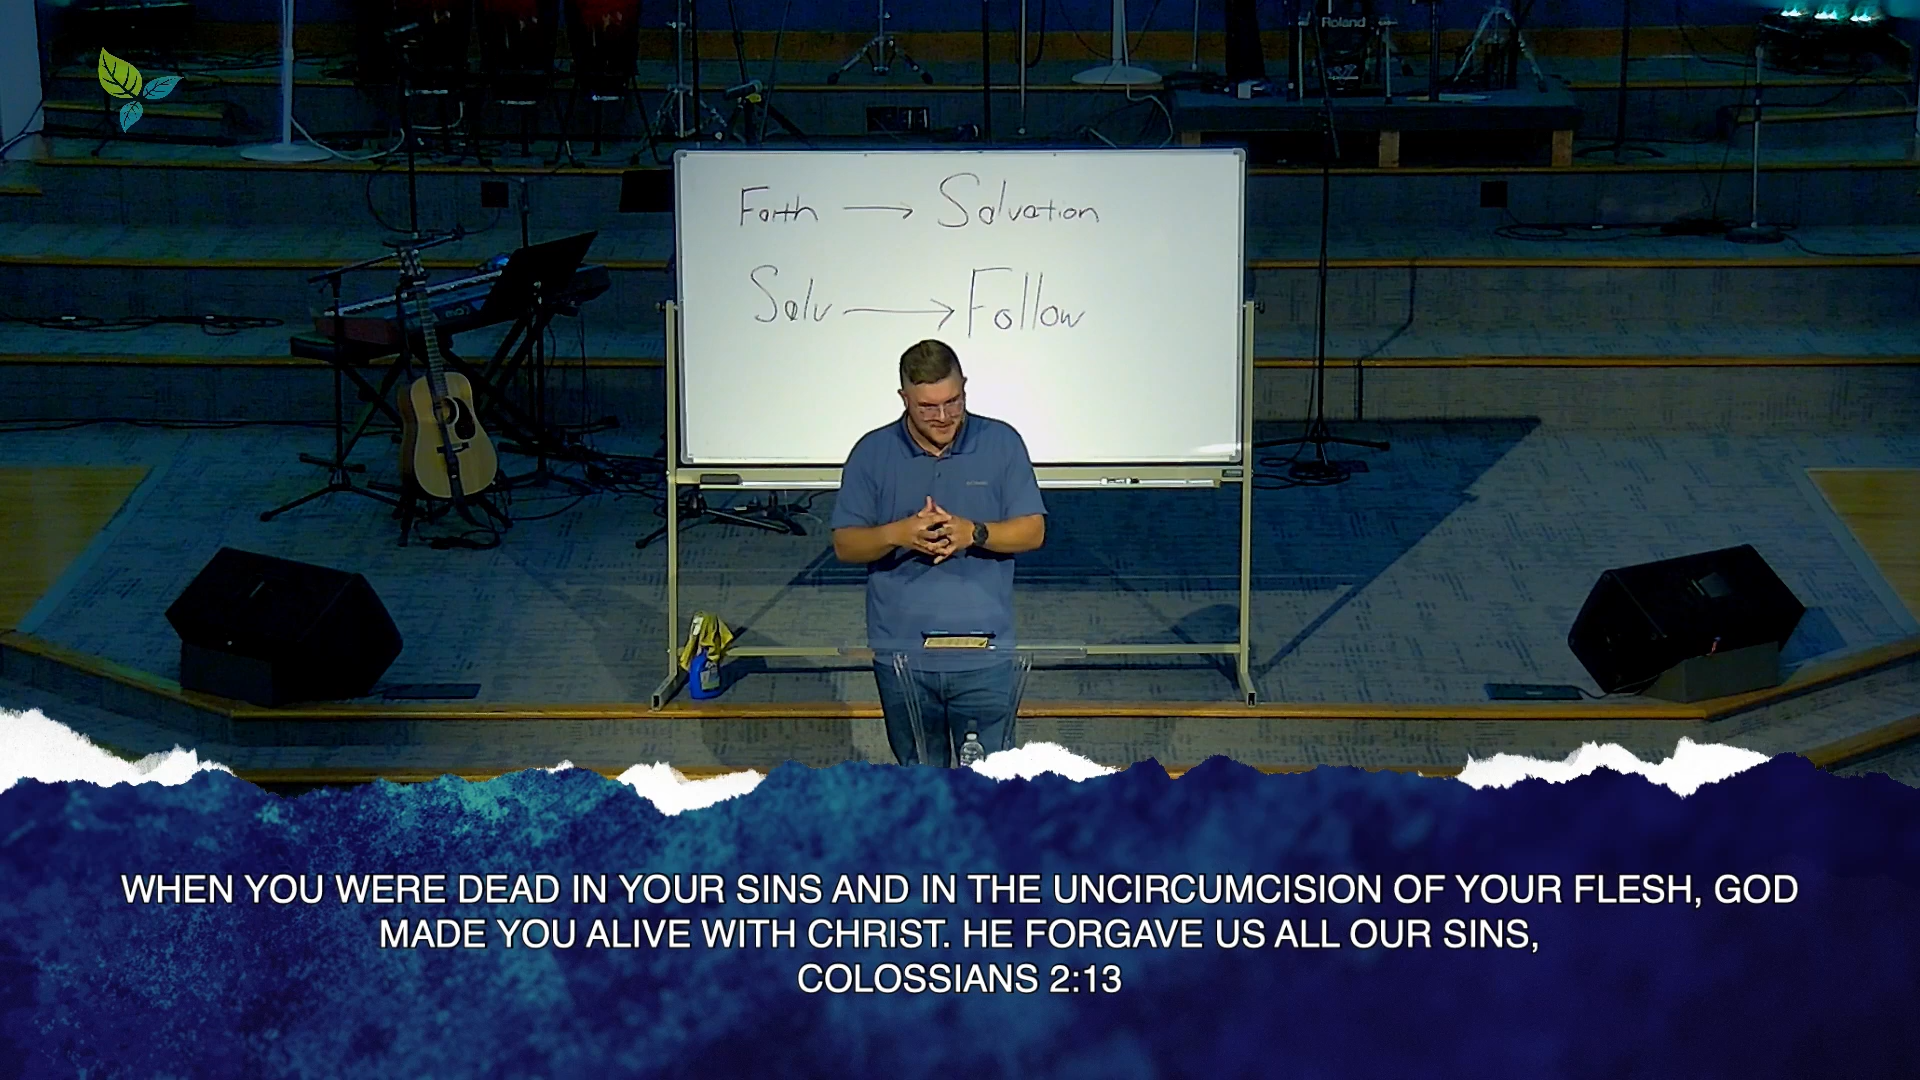 Roland
Faith → Salvation
Salv → Follow
WHEN YOU WERE DEAD IN YOUR SINS AND IN THE UNCIRCUMCISION OF YOUR FLESH, GOD
MADE YOU ALIVE WITH CHRIST. HE FORGAVE US ALL OUR SINS,
COLOSSIANS 2:13